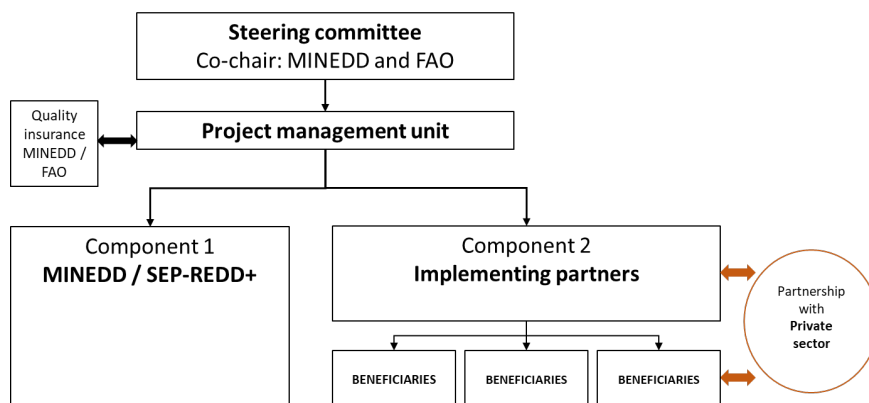 Steering committee
Co-chair: MINEDD and FAO
Quality
insurance
MINEDD /
FAO
Project management unit
Component 1
MINEDD / SEP-REDD+
Component 2
Implementing partners
Partnership
with
Private
sector
BENEFICIARIES
BENEFICIARIES
BENEFICIARIES